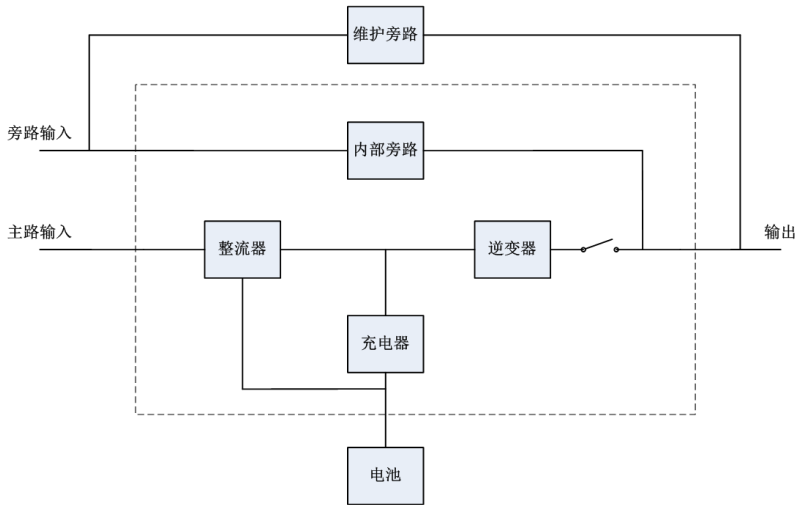 维护旁路
旁路输入
内部旁路
主路输入
整流器
逆变器
输出
充电器
电池